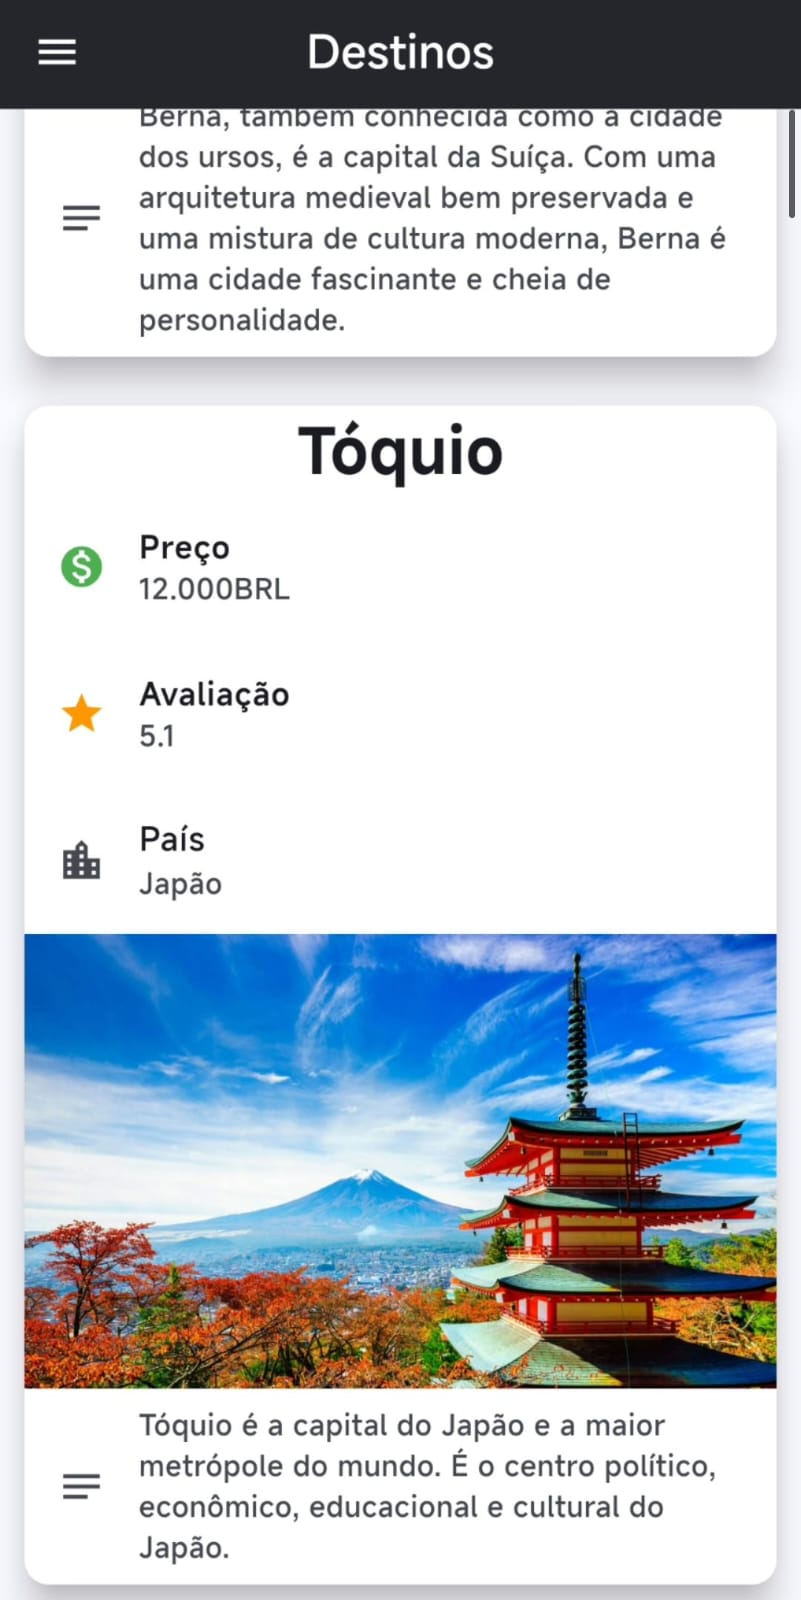 Destinos
Berna, também conhecida como a cidade
dos ursos, é a capital da Suíça. Com uma
arquitetura medieval bem preservada e
uma mistura de cultura moderna, Berna é
uma cidade fascinante e cheia de
personalidade.
Tóquio
Preço
12.000BRL
Avaliação
5.1
País
Japão
Tóquio é a capital do Japão e a maior
metrópole do mundo. É o centro político,
econômico, educacional e cultural do
Japão.